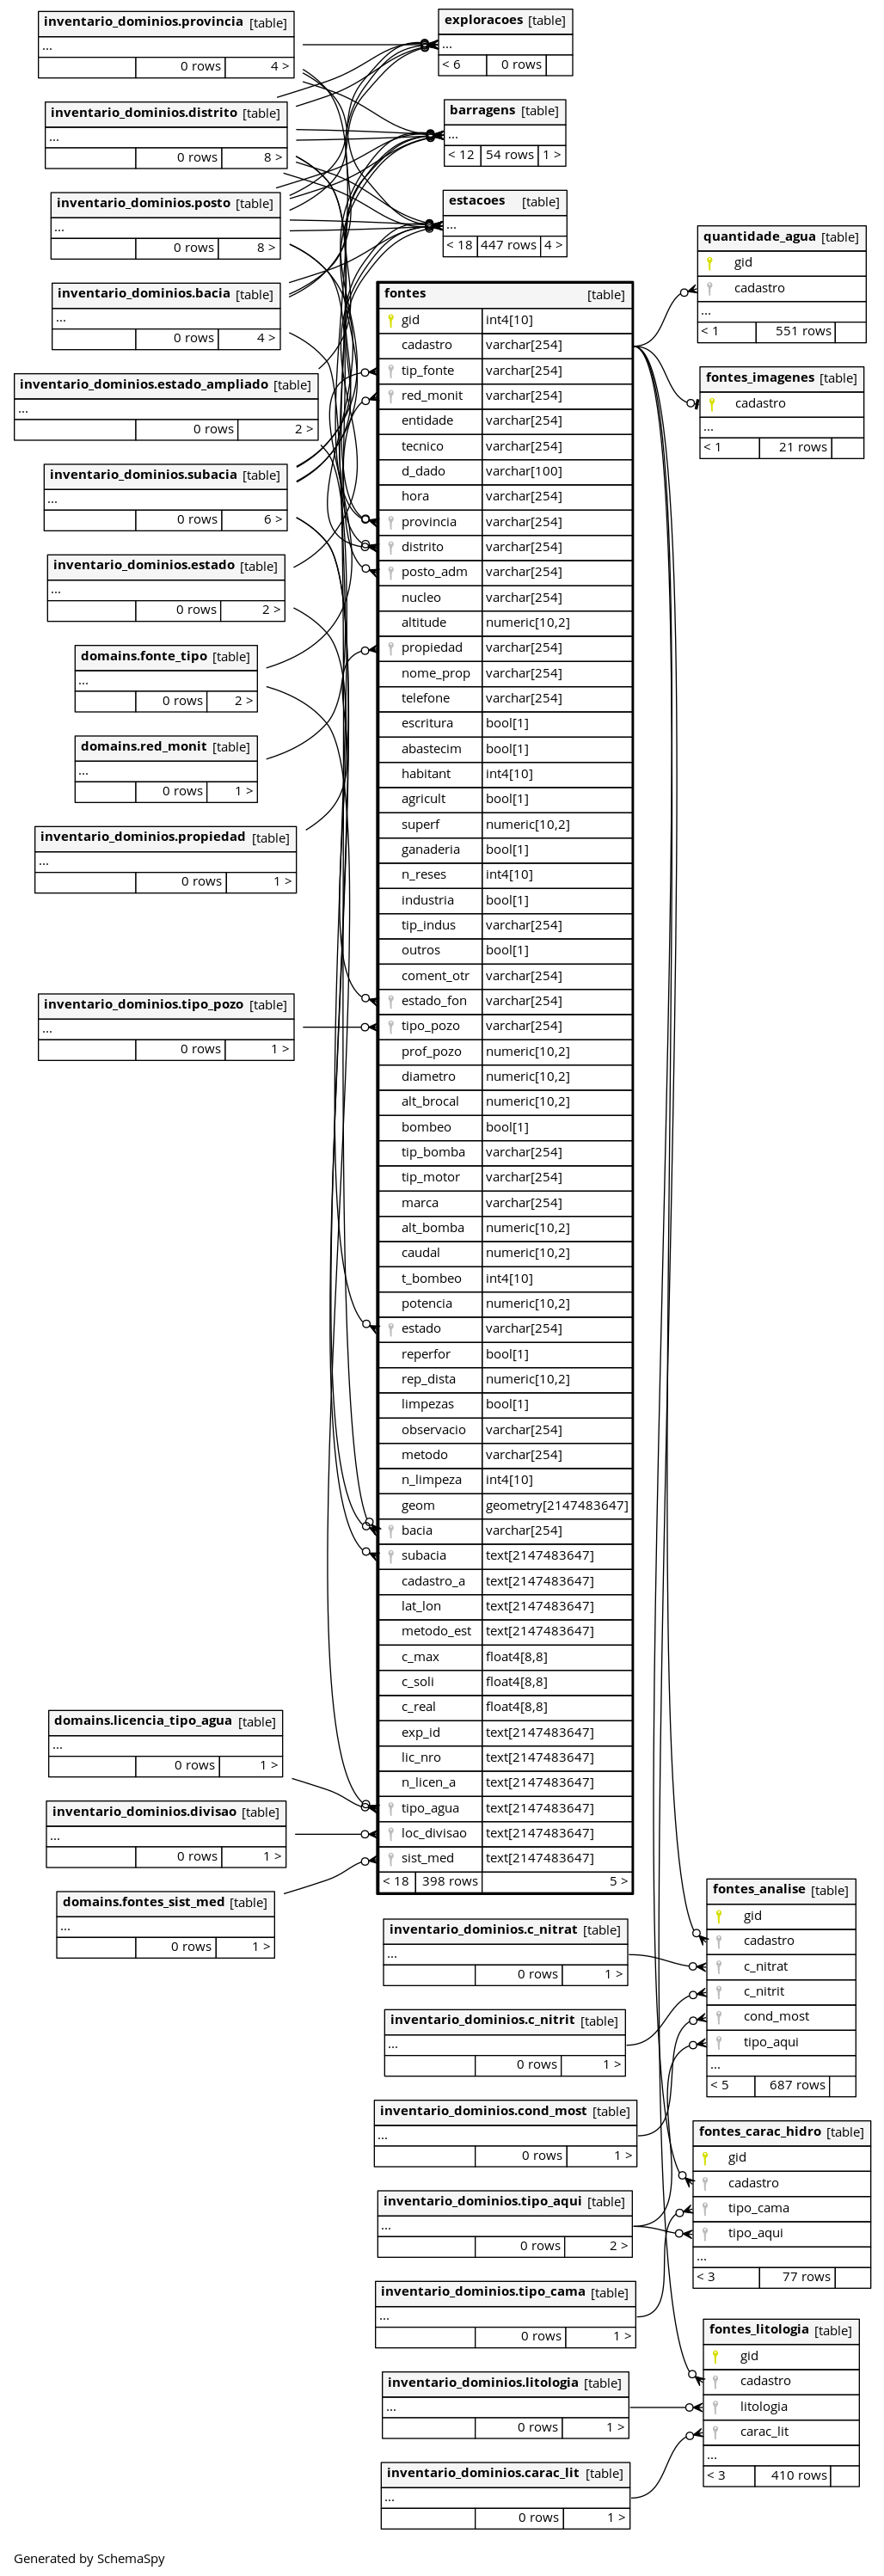 inventario_dominios.provincia [table]
...
0 rows 4 >
inventario_dominios.distrito [table]
...
0 rows 8 >
inventario_dominios.posto [table]
...
0 rows 8 >
inventario_dominios.bacia [table]
...
0 rows 4 >
inventario_dominios.estado_ampliado [table]
...
0 rows 2 >
inventario_dominios.subacia [table]
...
0 rows 6 >
inventario_dominios.estado [table]
...
0 rows 2 >
domains.fonte_tipo [table]
...
0 rows 2 >
domains.red_monit [table]
...
0 rows 1 >
inventario_dominios.propiedad [table]
...
0 rows 1 >
inventario_dominios.tipo_pozo [table]
...
0 rows 1 >
domains.licencia_tipo_agua [table]
...
0 rows 1 >
inventario_dominios.divisao [table]
...
0 rows 1 >
domains.fontes_sist_med [table]
...
0 rows 1 >
exploracoes [table]
...
< 6 0 rows
barragens [table]
...
< 12 54 rows 1 >
estacoes [table]
...
< 18 447 rows 4 >
fontes [table]
gid int4[10]
cadastro varchar[254]
tip_fonte varchar[254]
red_monit varchar[254]
entidade varchar[254]
tecnico varchar[254]
d_dado varchar[100]
hora varchar[254]
provincia varchar[254]
distrito varchar[254]
posto_adm varchar[254]
nucleo varchar[254]
altitude numeric[10,2]
propiedad varchar[254]
nome_prop varchar[254]
telefone varchar[254]
escritura bool[1]
abastecim bool[1]
habitant int4[10]
agricult bool[1]
superf numeric[10,2]
ganaderia bool[1]
n_reses int4[10]
industria bool[1]
tip_indus varchar[254]
outros bool[1]
coment_otr varchar[254]
estado_fon varchar[254]
tipo_pozo varchar[254]
prof_pozo numeric[10,2]
diametro numeric[10,2]
alt_brocal numeric[10,2]
bombeo bool[1]
tip_bomba varchar[254]
tip_motor varchar[254]
marca varchar[254]
alt_bomba numeric[10,2]
caudal numeric[10,2]
t_bombeo int4[10]
potencia numeric[10,2]
estado varchar[254]
reperfor bool[1]
rep_dista numeric[10,2]
limpezas bool[1]
observacio varchar[254]
metodo varchar[254]
n_limpeza int4[10]
geom geometry[2147483647]
bacia varchar[254]
subacia text[2147483647]
cadastro_a text[2147483647]
lat_lon text[2147483647]
metodo_est text[2147483647]
c_max float4[8,8]
c_soli float4[8,8]
c_real float4[8,8]
exp_id text[2147483647]
lic_nro text[2147483647]
n_licen_a text[2147483647]
tipo_agua text[2147483647]
loc_divisao text[2147483647]
sist_med text[2147483647]
< 18 398 rows 5 >
inventario_dominios.c_nitrat [table]
...
0 rows 1 >
inventario_dominios.c_nitrit [table]
...
0 rows 1 >
inventario_dominios.cond_most [table]
...
0 rows 1 >
inventario_dominios.tipo_aqui [table]
...
0 rows 2 >
inventario_dominios.tipo_cama [table]
...
0 rows 1 >
inventario_dominios.litologia [table]
...
0 rows 1 >
inventario_dominios.carac_lit [table]
...
0 rows 1 >
quantidade_agua [table]
gid
cadastro
...
< 1 551 rows
fontes_imagenes [table]
cadastro
...
< 1 21 rows
fontes_analise [table]
gid
cadastro
c_nitrat
c_nitrit
cond_most
tipo_aqui
...
< 5 687 rows
fontes_carac_hidro [table]
gid
cadastro
tipo_cama
tipo_aqui
...
< 3 77 rows
fontes_litologia [table]
gid
cadastro
litologia
carac_lit
...
< 3 410 rows
Generated by SchemaSpy